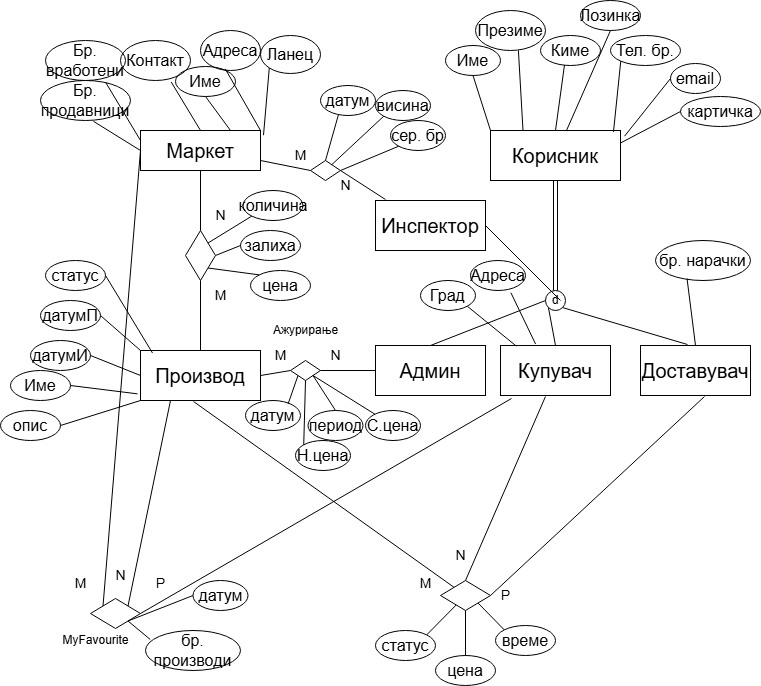 Лозинка
Бр.
вработени
Контакт
Адреса
Ланец
Презиме
Име
Киме
Тел. бр.
Име
email
Бр.
продавници
датум
висина
картичка
сер. бр
Маркет
M
Корисник
N
количина
N
Инспектор
залиха
бр. нарачки
статус
Адреса
цена
M
Град
d
датумП
Ажурирање
датумИ
M
N
Производ
Админ
Купувач
Доставувач
Име
датум
период
С.цена
опис
Н.цена
N
M
N
P
M
P
датум
MyFavourite
статус
време
бр.
производи
цена